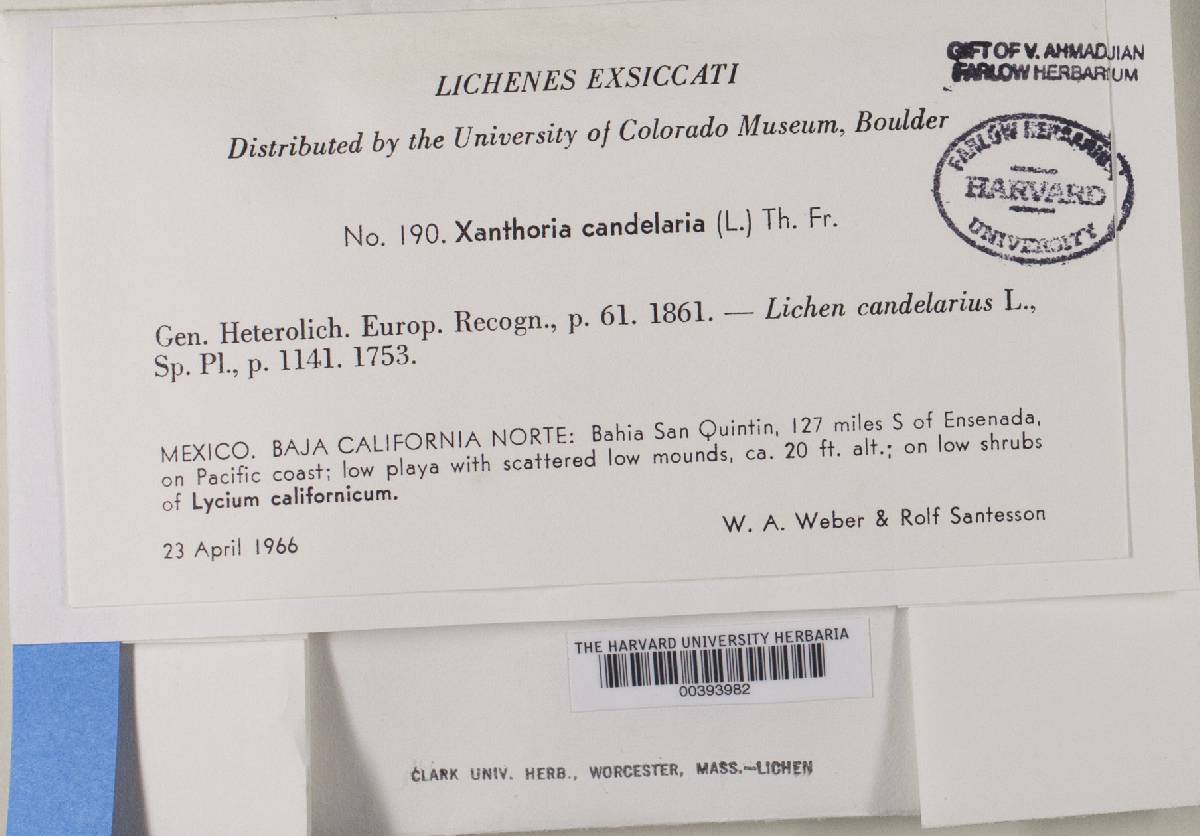 LICHENES EXSICCATI
Distributed by the University of Colorado Museum, Boulder
GIFT OF V. AHMADJIAN
FARLOW HERBARIUM
FARLOW HERBARIUM
HARVARD
UNIVERSITY
No. 190. Xanthoria candelaria (L.) Th. Fr.
Gen. Heterolich. Europ. Recogn., p. 61. 1861. — Lichen candelarius L.,
Sp. Pl., p. 1141. 1753.
MEXICO. BAJA CALIFORNIA NORTE: Bahia San Quintin, 127 miles S of Ensenada,
on Pacific coast; low playa with scattered low mounds, ca. 20 ft. alt.; on low shrubs
of Lycium californicum.
W. A. Weber & Rolf Santesson
23 April 1966
THE HARVARD UNIVERSITY HERBARIA
00393982
CLARK UNIV. HERB., WORCESTER, MASS.—LICHEN